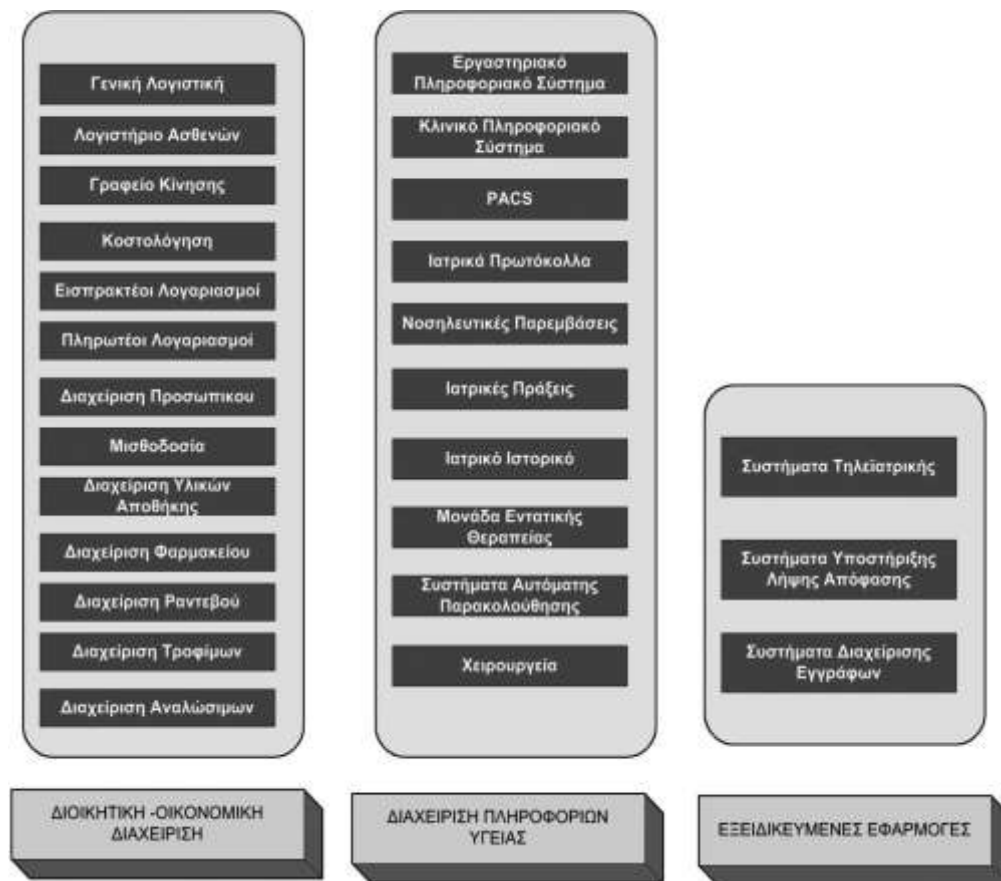 Γενική Λογιστική
Λογιστήριο Ασθενών
Γραφείο Κίνησης
Κοστολόγηση
Εισπρακτέοι Λογαριασμοί
Πληρωτέοι Λογαριασμοί
Διαχείριση Προσωπικου
Μισθοδοσία
Διαχείριση Υλικών
Αποθήκης
Διαχείριση Φαρμακείου
Διαχείριση Ραντεβού
Διαχείριση Τροφίμων
Διαχείριση Αναλώσιμων
ΔΙΟΙΚΗΤΙΚΗ -ΟΙΚΟΝΟΜΙΚΗ
ΔΙΑΧΕΙΡΙΣΗ
Εργαστηριακό
Πληροφοριακό Σύστημα
Κλινικό Πληροφοριακό
Σύστημα
PACS
Ιατρικά Πρωτόκολλα
Νοσηλευτικές Παρεμβάσεις
Ιατρικές Πράξεις
Ιατρικό Ιστορικό
Μονάδα Εντατικής
Θεραπείας
Συστήματα Αυτόματης
Παρακολούθησης
Χειρουργεία
ΔΙΑΧΕΙΡΙΣΗ ΠΛΗΡΟΦΟΡΙΩΝ
ΥΓΕΙΑΣ
Συστήματα Τηλεϊατρικής
Συστήματα Υποστήριξης
Λήψης Απόφασης
Συστήματα Διαχείρισης
Εγγράφων
ΕΞΕΙΔΙΚΕΥΜΕΝΕΣ ΕΦΑΡΜΟΓΕΣ